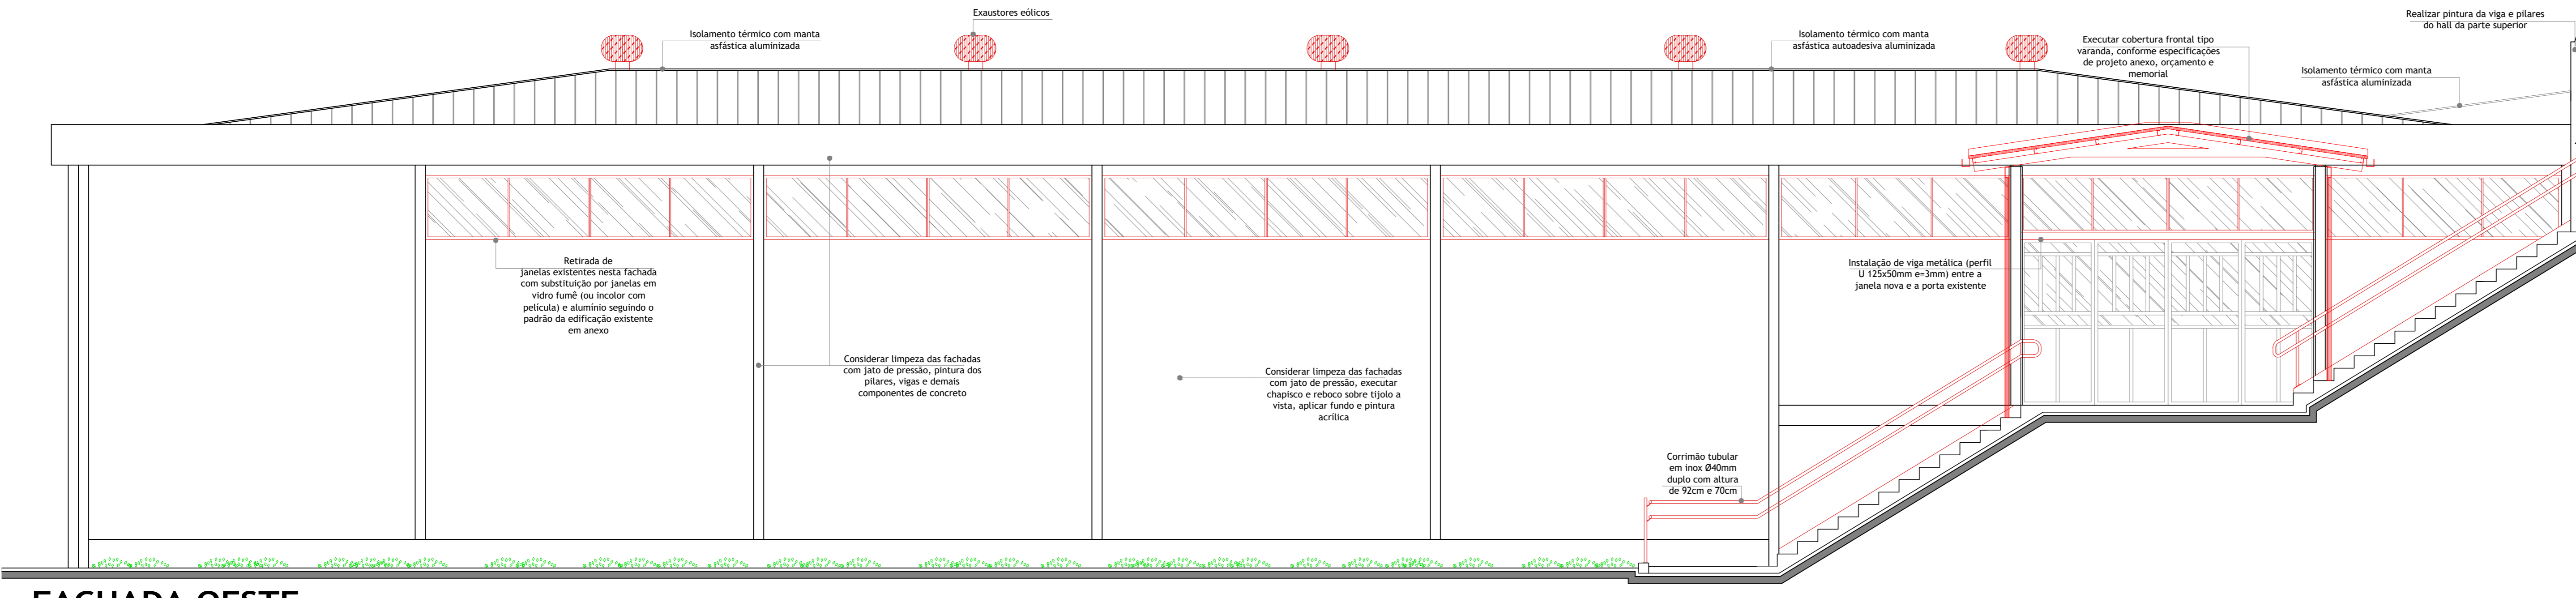 Exaustores eólicos
Isolamento térmico com manta
asfástica aluminizada
Isolamento térmico com manta
asfástica autoadesiva aluminizada
Executar cobertura frontal tipo
varanda, conforme especificações
de projeto anexo, orçamento e
memorial
Realizar pintura da viga e pilares
do hall da parte superior
Isolamento térmico com manta
asfástica aluminizada
Retirada de
janelas existentes nesta fachada
com substituição por janelas em
vidro fumê (ou incolor com
película) e alumínio seguindo o
padrão da edificação existente
em anexo
Considerar limpeza das fachadas
com jato de pressão, pintura dos
pilares, vigas e demais
componentes de concreto
Considerar limpeza das fachadas
com jato de pressão, executar
chapisco e reboco sobre tijolo a
vista, aplicar fundo e pintura
acrílica
Instalação de viga metálica (perfil
U 125x50mm e=3mm) entre a
janela nova e a porta existente
Corrimão tubular
em inox Ø40mm
duplo com altura
de 92cm e 70cm
FACHADA OESTE